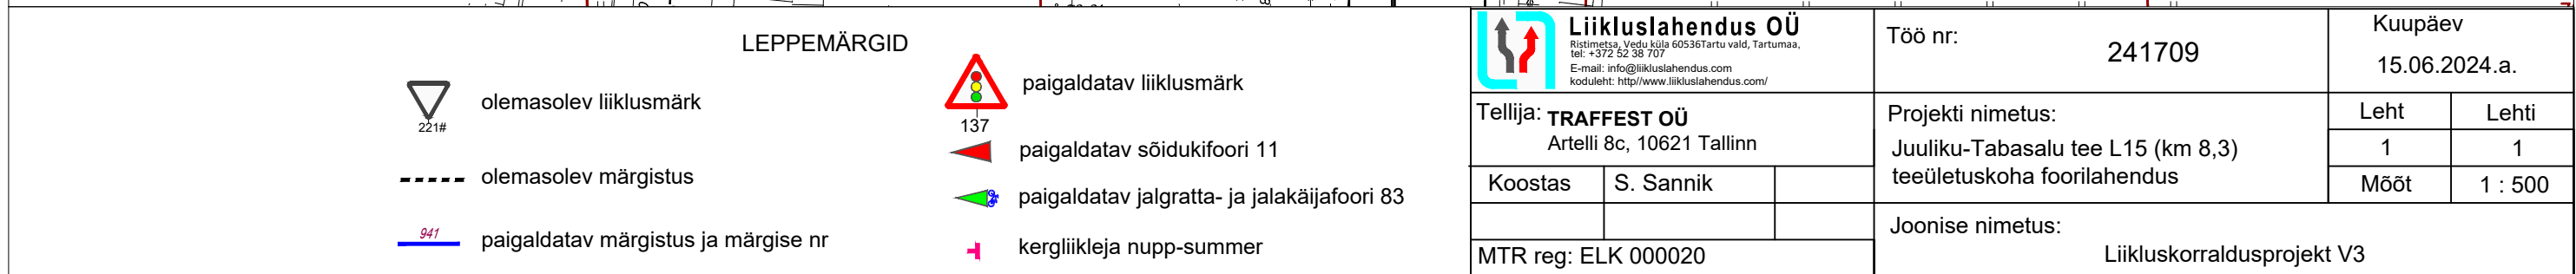 LEPPEMÄRGID
221#
olemasolev liiklusmärk
olemasolev märgistus
941
paigaldatav märgistus ja märgise nr
137
paigaldatav liiklusmärk
paigaldatav sõidukifoori 11
paigaldatav jalgratta- ja jalakäijafoori 83
kergliikleja nupp-summer
Liikluslahendus OÜ
Ristimetsa, Vedu küla 60536Tartu vald, Tartumaa,
tel: +372 52 38 707
E-mail: info@liikluslahendus.com
koduleht: http//www.liikluslahendus.com/
Tellija: TRAFFEST OÜ
Artelli 8c, 10621 Tallinn
Koostas S. Sannik
MTR reg: ELK 000020
Töö nr: 241709
Kuupäev
15.06.2024.a.
Projekti nimetus:
Juuliku-Tabasalu tee L15 (km 8,3)
teeületuskoha foorilahendus
Leht Lehti
1 1
Mõõt 1 : 500
Joonise nimetus:
Liikluskorraldusprojekt V3